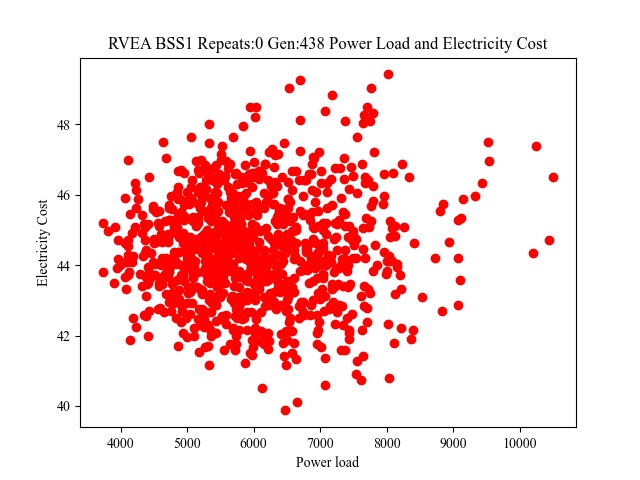 RVEA BSS1 Repeats:0 Gen:438 Power Load and Electricity Cost
48
46
44
42
40
Electricity Cost
4000 5000 6000 7000 8000 9000 10000
Power load